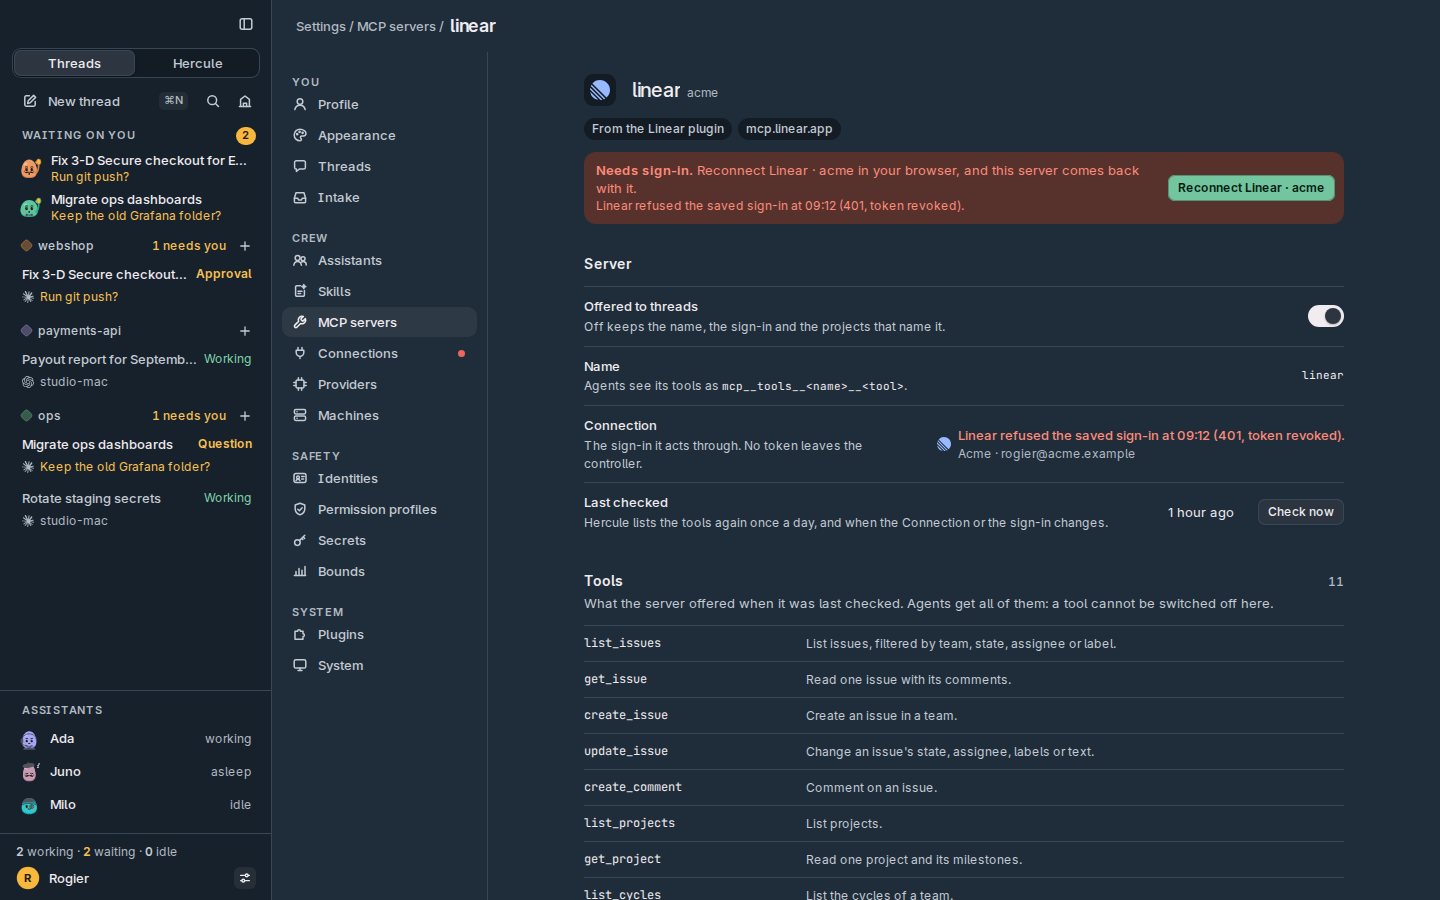 Threads
Hercule
New thread
⌘N
WAITING ON YOU
2
Fix 3-D Secure checkout for E...
Run git push?
Migrate ops dashboards
Keep the old Grafana folder?
webshop
1 needs you
Fix 3-D Secure checkout...
Approval
Run git push?
payments-api
Payout report for Septemb...
Working
studio-mac
ops
1 needs you
Migrate ops dashboards
Question
Keep the old Grafana folder?
Rotate staging secrets
Working
studio-mac
ASSISTANTS
Ada
working
Juno
asleep
Milo
idle
2 working · 2 waiting · 0 idle
R
Rogier
Settings / MCP servers / linear
YOU
Profile
Appearance
Threads
Intake
CREW
Assistants
Skills
MCP servers
Connections
Providers
Machines
SAFETY
Identities
Permission profiles
Secrets
Bounds
SYSTEM
Plugins
System
linear acme
From the Linear plugin
mcp.linear.app
Needs sign-in. Reconnect Linear · acme in your browser, and this server comes back
with it.
Linear refused the saved sign-in at 09:12 (401, token revoked).
Reconnect Linear · acme
Server
Offered to threads
Off keeps the name, the sign-in and the projects that name it.
Name
Agents see its tools as mcp__tools__<name>__<tool>.
linear
Connection
The sign-in it acts through. No token leaves the
controller.
Linear refused the saved sign-in at 09:12 (401, token revoked).
Acme · rogier@acme.example
Last checked
Hercule lists the tools again once a day, and when the Connection or the sign-in changes.
1 hour ago
Check now
Tools
11
What the server offered when it was last checked. Agents get all of them: a tool cannot be switched off here.
list_issues
List issues, filtered by team, state, assignee or label.
get_issue
Read one issue with its comments.
create_issue
Create an issue in a team.
update_issue
Change an issue's state, assignee, labels or text.
create_comment
Comment on an issue.
list_projects
List projects.
get_project
Read one project and its milestones.
list_cycles
List the cycles of a team.